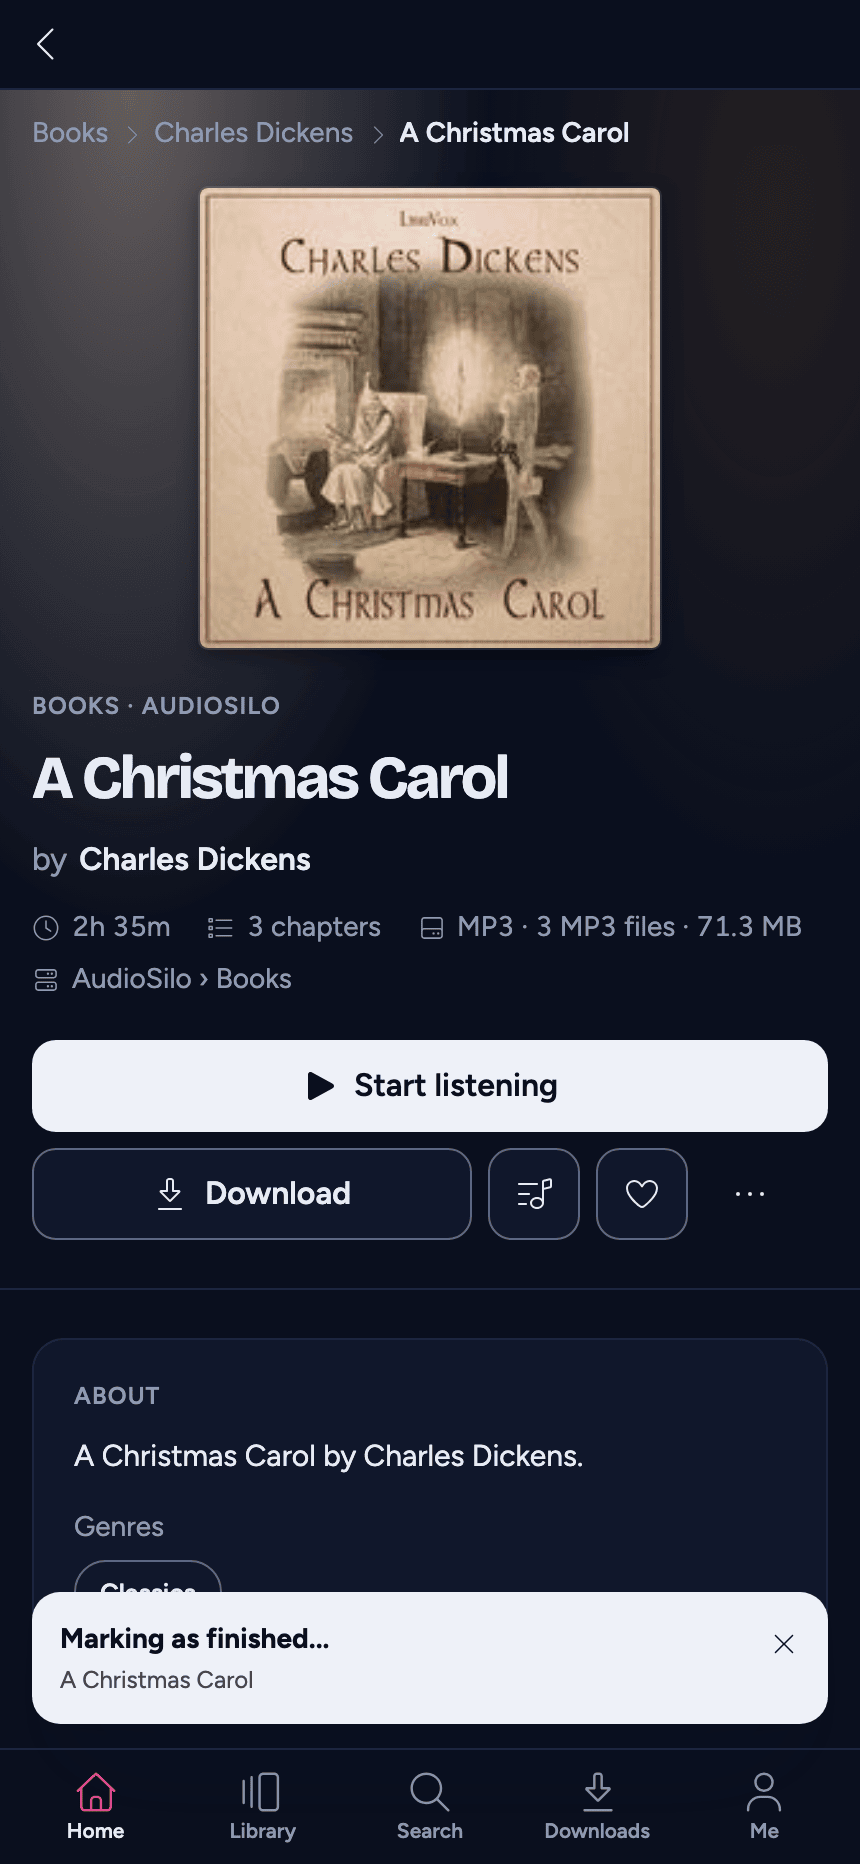 Books > Charles Dickens > A Christmas Carol
LibriVox
Charles Dickens
A Christmas Carol
BOOKS · AUDIOSILO
A Christmas Carol
by Charles Dickens
2h 35m 3 chapters MP3 · 3 MP3 files · 71.3 MB
AudioSilo › Books
Start listening
Download
ABOUT
A Christmas Carol by Charles Dickens.
Genres
Classics
Marking as finished...
A Christmas Carol
Home Library Search Downloads Me